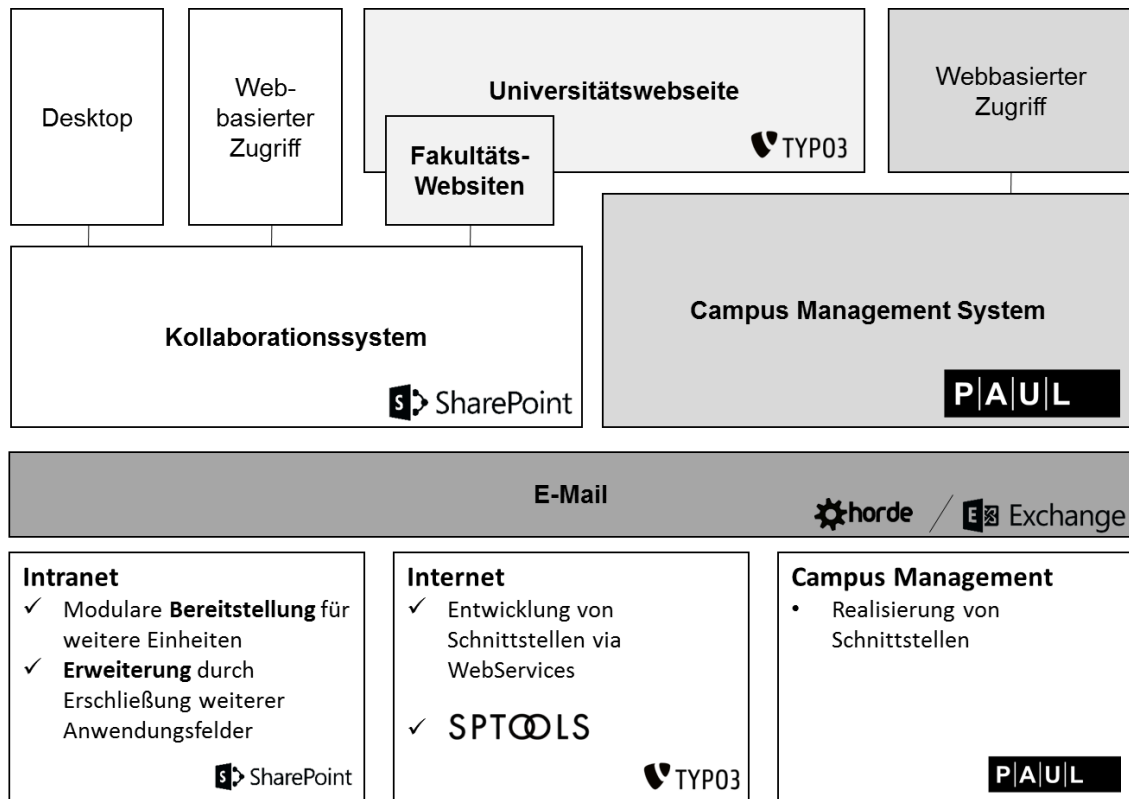 Desktop
Web-
basierter
Zugriff
Universitätswebseite
TYPO3
Fakultäts-
Websiten
Webbasierter
Zugriff
Kollaborationssystem
S SharePoint
Campus Management System
P|A|U|L
E-Mail
horde / E Exchange
Intranet
✓ Modulare Bereitstellung für
weitere Einheiten
✓ Erweiterung durch
Erschließung weiterer
Anwendungsfelder
S SharePoint
Internet
✓ Entwicklung von
Schnittstellen via
WebServices
✓ SPTOOLS
TYPO3
Campus Management
• Realisierung von
Schnittstellen
P|A|U|L